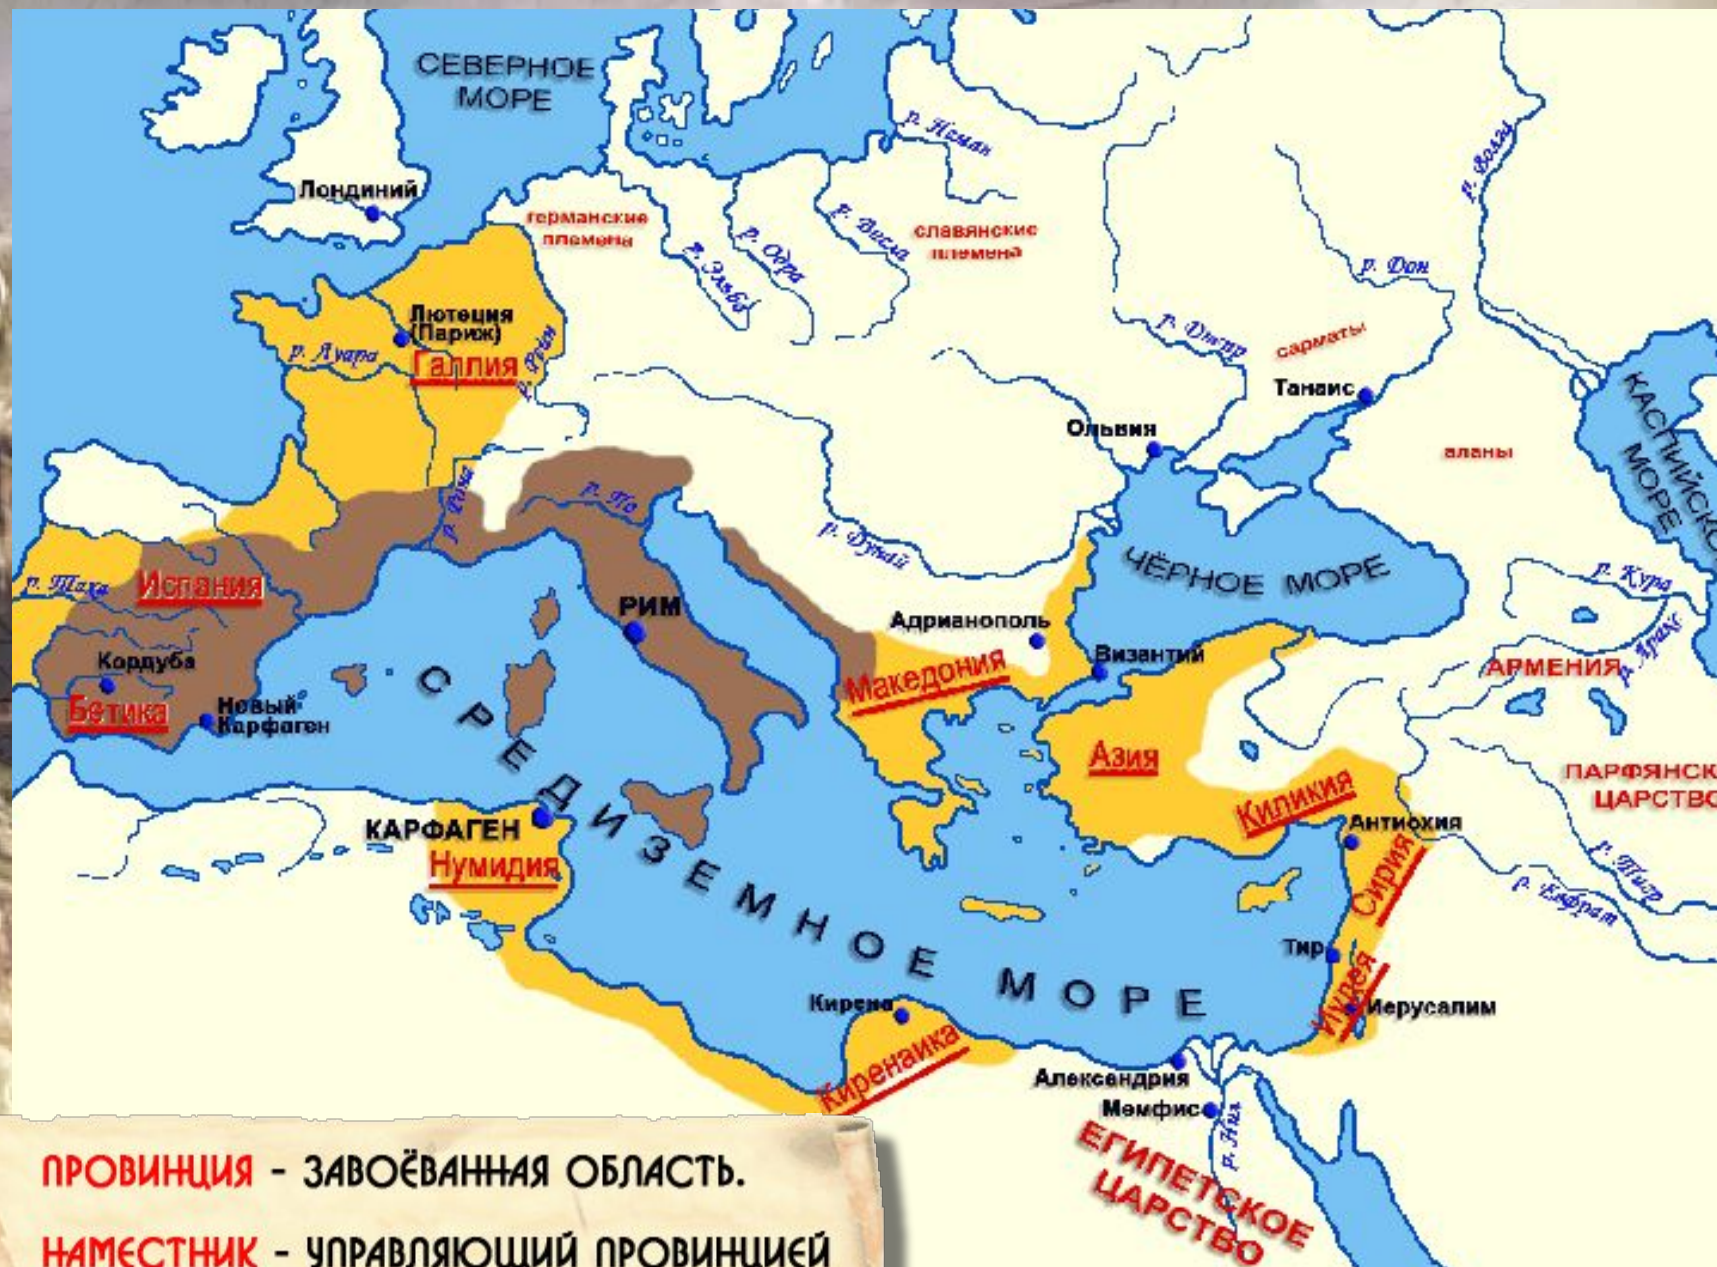 СЕВЕРНОЕ
МОРЕ
р. Неман
р. Волга
Лондиний
германские
племена
р. Эльба
р. Одра
р. Висла
славянские
племена
р. Дон
Лютеция
(Париж)
р. Луара
Галлия
р. Рейн
р. Днепр
сарматы
Танаис
Ольвия
аланы
КАСПИЙСКО
МОРЕ
р. Рона
р. По
р. Дунай
ЧЁРНОЕ МОРЕ
р. Тахо
Испания
РИМ
Адрианополь
Византий
р. Кура
р. Аракс
АРМЕНИЯ
Кордуба
Бетика
Новый
Карфаген
Македония
Азия
Киликия
ПАРФЯНСК
ЦАРСТВО
КАРФАГЕН
Нумидия
Антиохия
Сирия
р. Тигр
р. Евфрат
СРЕДИЗЕМНОЕ МОРЕ
Тир
Иудея
Иерусалим
Кирена
Киренаика
Александрия
Мемфис
р. Нил
ЕГИПЕТСКОЕ
ЦАРСТВО
ПРОВИНЦИЯ - ЗАВОЁВАННАЯ ОБЛАСТЬ.
НАМЕСТНИК - УПРАВЛЯЮЩИЙ ПРОВИНЦИЕЙ